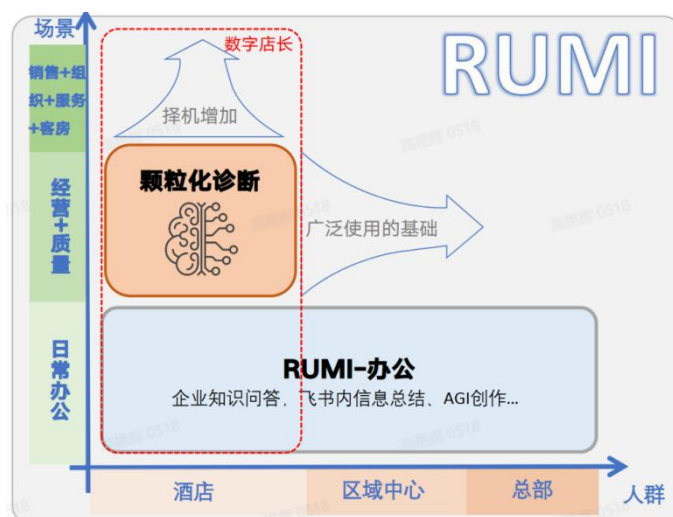 场景
数字店长
RUMI
销售+组
织+服务
+客房
择机增加
经营+质量
颗粒化诊断
广泛使用的基础
日常办公
RUMI-办公
企业知识问答、飞书内信息总结、AGI创作...
酒店
区域中心
总部
人群